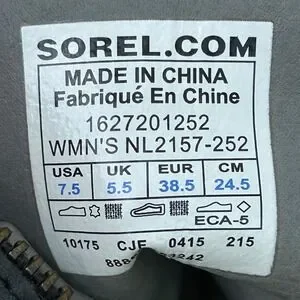 SOREL.COM
MADE IN CHINA
Fabriqué En Chine
1627201252
WMN'S NL2157-252
USA UK EUR CM
7.5 5.5 38.5 24.5
ECA-5
10175 CJE 0415 215